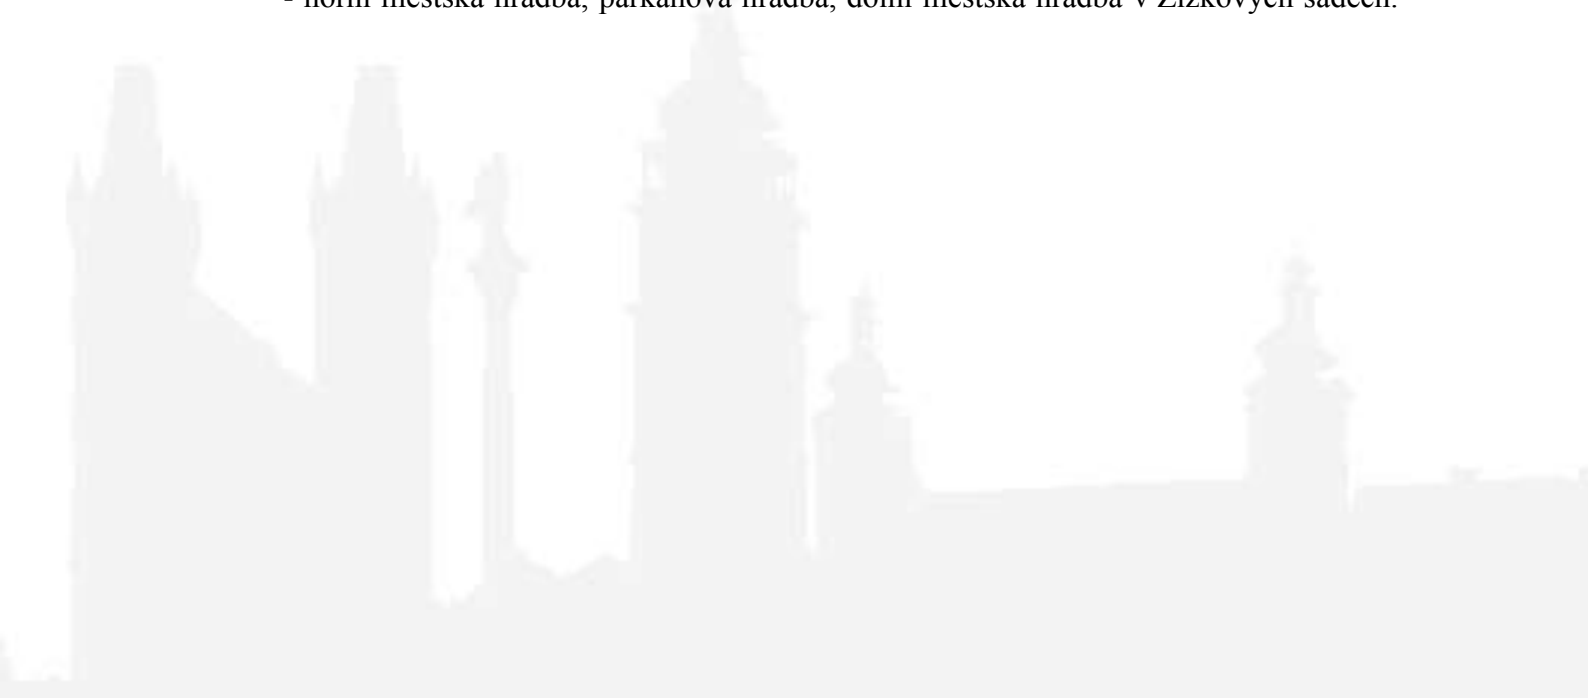 - horní městská hradba, parkánová hradba, dolní městská hradba v Žižkových sadech.